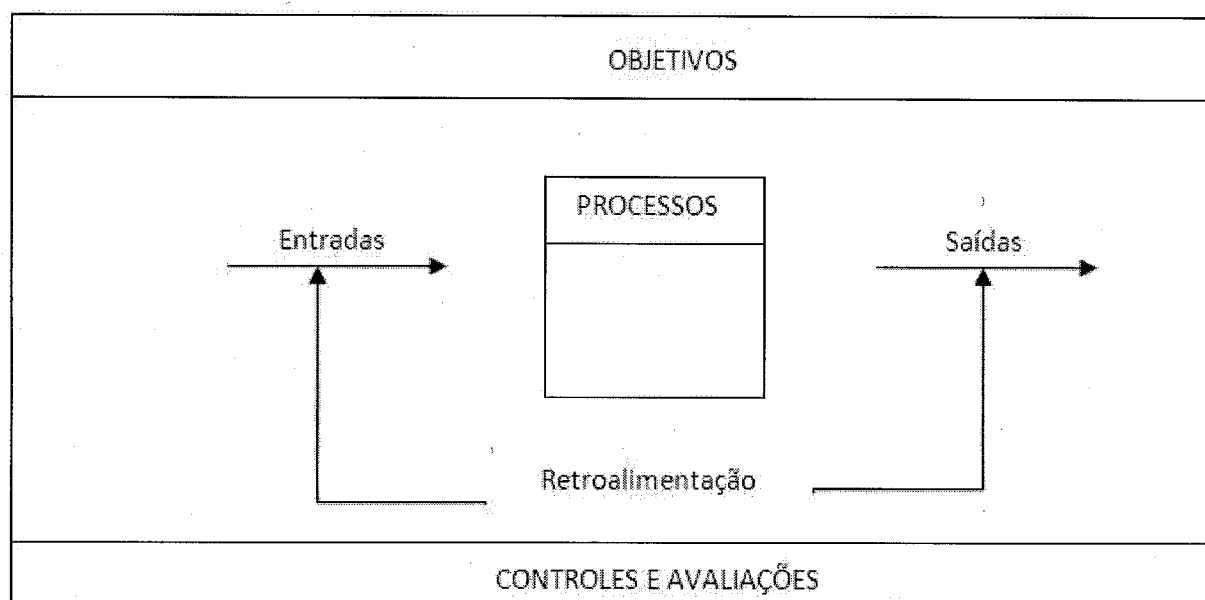 OBJETIVOS
PROCESSOS
Entradas
Saídas
Retroalimentação
CONTROLES E AVALIAÇÕES